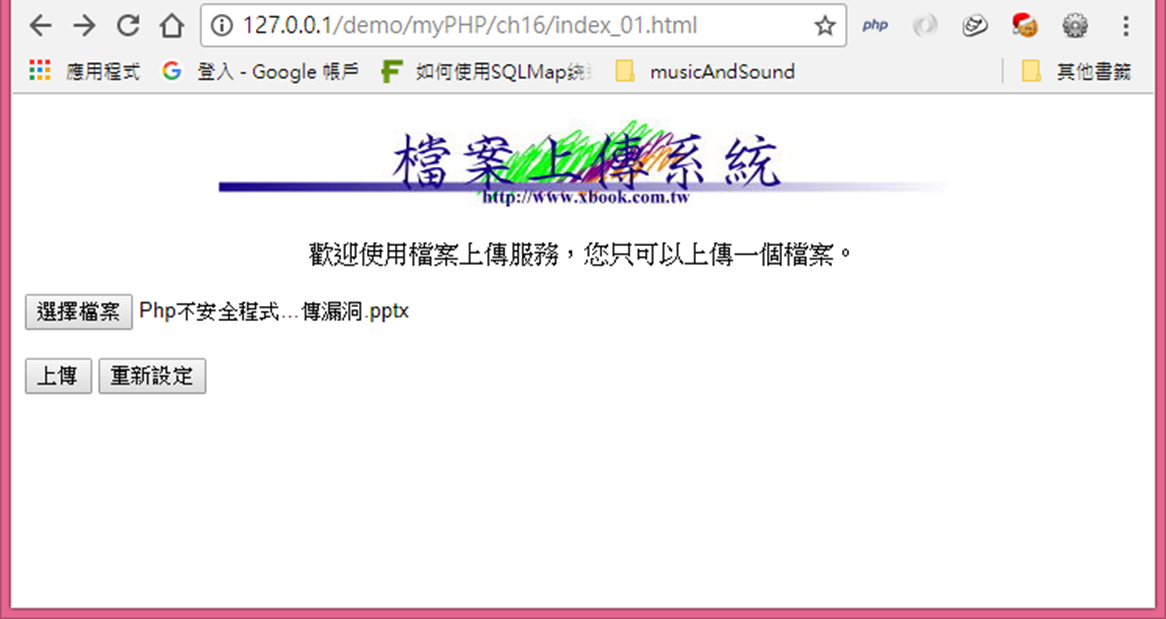 127.0.0.1/demo/myPHP/ch16/index_01.html php
應用程式 登入 - Google 帳戶 如何使用SQLMap繞 musicAndSound 其他書籤
檔案上傳系統
http://www.xbook.com.tw
歡迎使用檔案上傳服務，您只可以上傳一個檔案。
選擇檔案 Php不安全程式...傳漏洞.pptx
上傳 重新設定